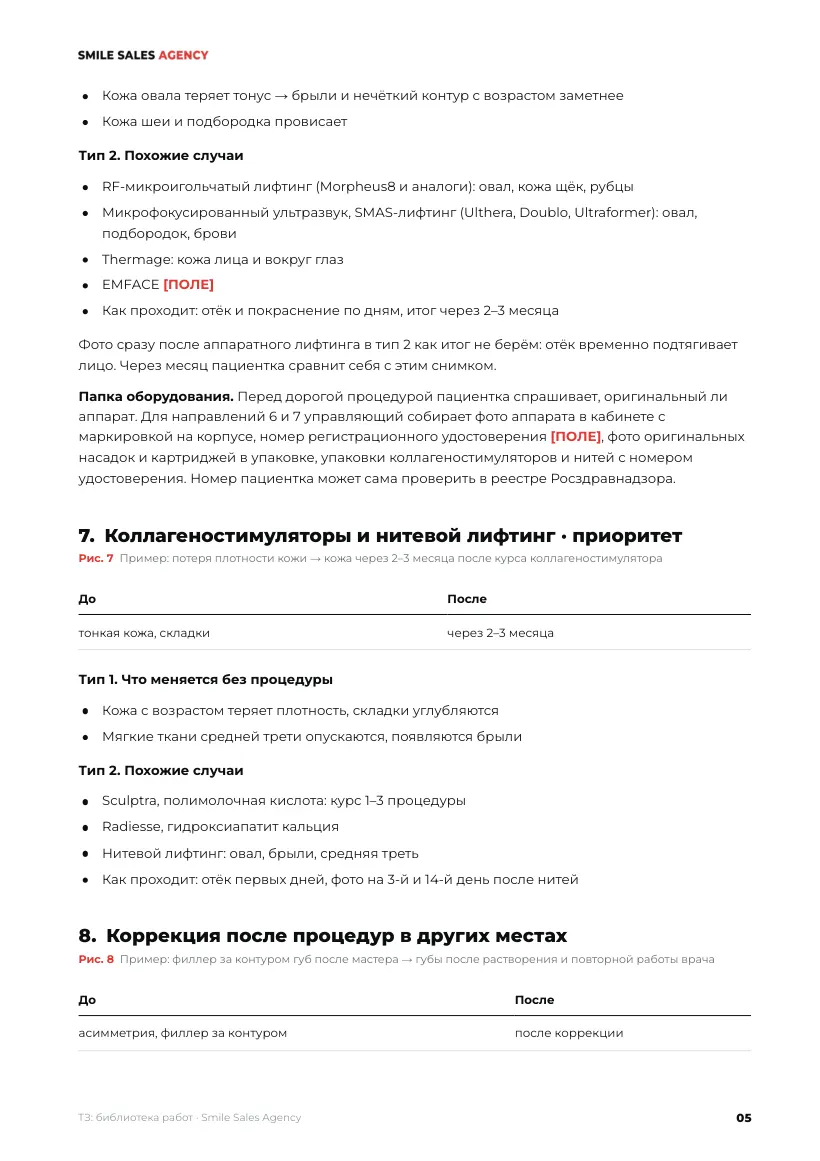 SMILE SALES AGENCY
• Кожа овала теряет тонус → брыли и нечёткий контур с возрастом заметнее
• Кожа шеи и подбородка провисает
Тип 2. Похожие случаи
• RF-микроигольчатый лифтинг (Morpheus8 и аналоги): овал, кожа щёк, рубцы
• Микрофокусированный ультразвук, SMAS-лифтинг (Ulthera, Doublo, Ultraformer): овал,
подбородок, брови
• Thermage: кожа лица и вокруг глаз
• EMFACE [ПОЛЕ]
• Как проходит: отёк и покраснение по дням, итог через 2–3 месяца
Фото сразу после аппаратного лифтинга в тип 2 как итог не берём: отёк временно подтягивает
лицо. Через месяц пациентка сравнит себя с этим снимком.
Папка оборудования. Перед дорогой процедурой пациентка спрашивает, оригинальный ли
аппарат. Для направлений 6 и 7 управляющий собирает фото аппарата в кабинете с
маркировкой на корпусе, номер регистрационного удостоверения [ПОЛЕ], фото оригинальных
насадок и картриджей в упаковке, упаковки коллагеностимуляторов и нитей с номером
удостоверения. Номер пациентка может сама проверить в реестре Росздравнадзора.
7. Коллагеностимуляторы и нитевой лифтинг · приоритет
Рис. 7 Пример: потеря плотности кожи → кожа через 2–3 месяца после курса коллагеностимулятора
До После
тонкая кожа, складки через 2–3 месяца
Тип 1. Что меняется без процедуры
• Кожа с возрастом теряет плотность, складки углубляются
• Мягкие ткани средней трети опускаются, появляются брыли
Тип 2. Похожие случаи
• Sculptra, полимолочная кислота: курс 1–3 процедуры
• Radiesse, гидроксиапатит кальция
• Нитевой лифтинг: овал, брыли, средняя треть
• Как проходит: отёк первых дней, фото на 3-й и 14-й день после нитей
8. Коррекция после процедур в других местах
Рис. 8 Пример: филлер за контуром губ после мастера → губы после растворения и повторной работы врача
До После
асимметрия, филлер за контуром после коррекции
ТЗ: библиотека работ · Smile Sales Agency 05